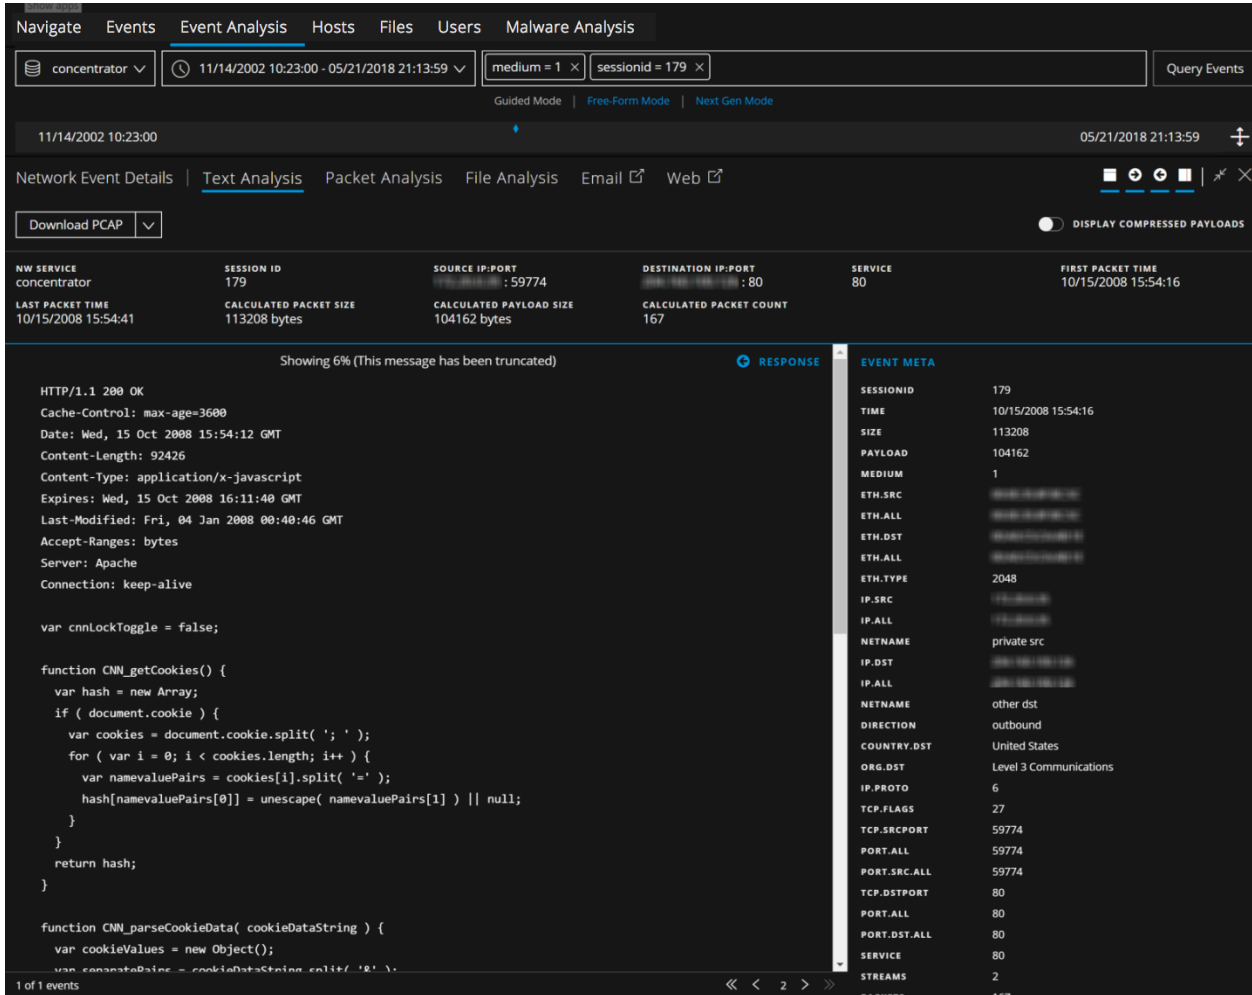 Show apps
Navigate Events Event Analysis Hosts Files Users Malware Analysis
concentrator 11/14/2002 10:23:00 - 05/21/2018 21:13:59 medium = 1 × sessionid = 179 × Query Events
Guided Mode | Free-Form Mode | Next Gen Mode
11/14/2002 10:23:00 05/21/2018 21:13:59
Network Event Details | Text Analysis Packet Analysis File Analysis Email Web
Download PCAP DISPLAY COMPRESSED PAYLOADS
NW SERVICE SESSION ID SOURCE IP:PORT DESTINATION IP:PORT SERVICE FIRST PACKET TIME
concentrator 179 : 59774 : 80 80 10/15/2008 15:54:16
LAST PACKET TIME CALCULATED PACKET SIZE CALCULATED PAYLOAD SIZE CALCULATED PACKET COUNT
10/15/2008 15:54:41 113208 bytes 104162 bytes 167
Showing 6% (This message has been truncated) RESPONSE
HTTP/1.1 200 OK
Cache-Control: max-age=3600
Date: Wed, 15 Oct 2008 15:54:12 GMT
Content-Length: 92426
Content-Type: application/x-javascript
Expires: Wed, 15 Oct 2008 16:11:40 GMT
Last-Modified: Fri, 04 Jan 2008 00:40:46 GMT
Accept-Ranges: bytes
Server: Apache
Connection: keep-alive
var cnnLockToggle = false;
function CNN_getCookies() {
var hash = new Array;
if ( document.cookie ) {
var cookies = document.cookie.split( '; ' );
for ( var i = 0; i < cookies.length; i++ ) {
var namevaluePairs = cookies[i].split( '=' );
hash[namevaluePairs[0]] = unescape( namevaluePairs[1] ) || null;
}
}
return hash;
}
function CNN_parseCookieData( cookieDataString ) {
var cookieValues = new Object();
var separatePairs = cookieDataString.split( '&' );
1 of 1 events « < 2 > »
EVENT META
SESSIONID 179
TIME 10/15/2008 15:54:16
SIZE 113208
PAYLOAD 104162
MEDIUM 1
ETH.SRC
ETH.ALL
ETH.DST
ETH.ALL
ETH.TYPE 2048
IP.SRC
IP.ALL
NETNAME private src
IP.DST
IP.ALL
NETNAME other dst
DIRECTION outbound
COUNTRY.DST United States
ORG.DST Level 3 Communications
IP.PROTO 6
TCP.FLAGS 27
TCP.SRCPORT 59774
PORT.ALL 59774
PORT.SRC.ALL 59774
TCP.DSTPORT 80
PORT.ALL 80
PORT.DST.ALL 80
SERVICE 80
STREAMS 2